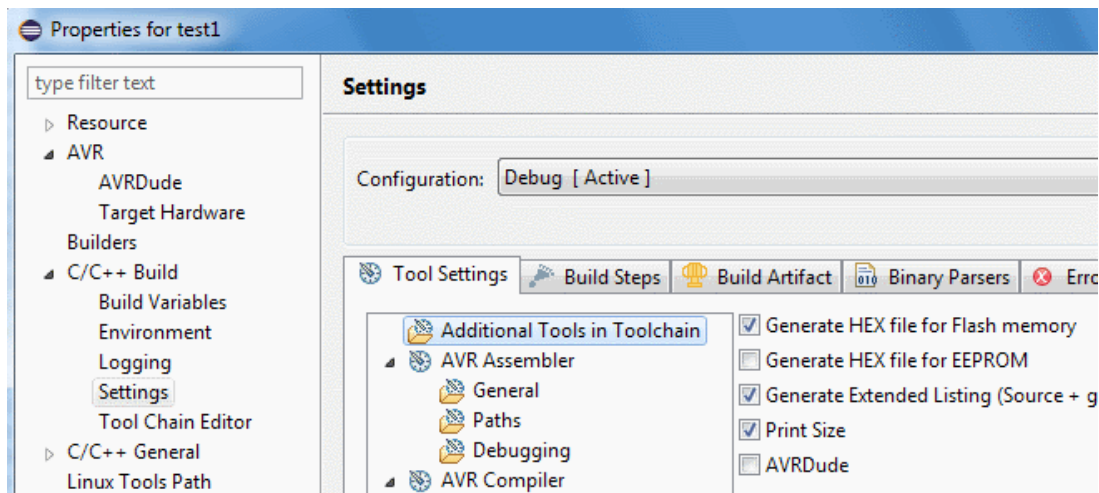 Properties for test1
type filter text
Resource
AVR
AVRDude
Target Hardware
Builders
C/C++ Build
Build Variables
Environment
Logging
Settings
Tool Chain Editor
C/C++ General
Linux Tools Path
Settings
Configuration: Debug [ Active ]
Tool Settings Build Steps Build Artifact Binary Parsers Erro
Additional Tools in Toolchain
AVR Assembler
General
Paths
Debugging
AVR Compiler
Generate HEX file for Flash memory
Generate HEX file for EEPROM
Generate Extended Listing (Source + g
Print Size
AVRDude